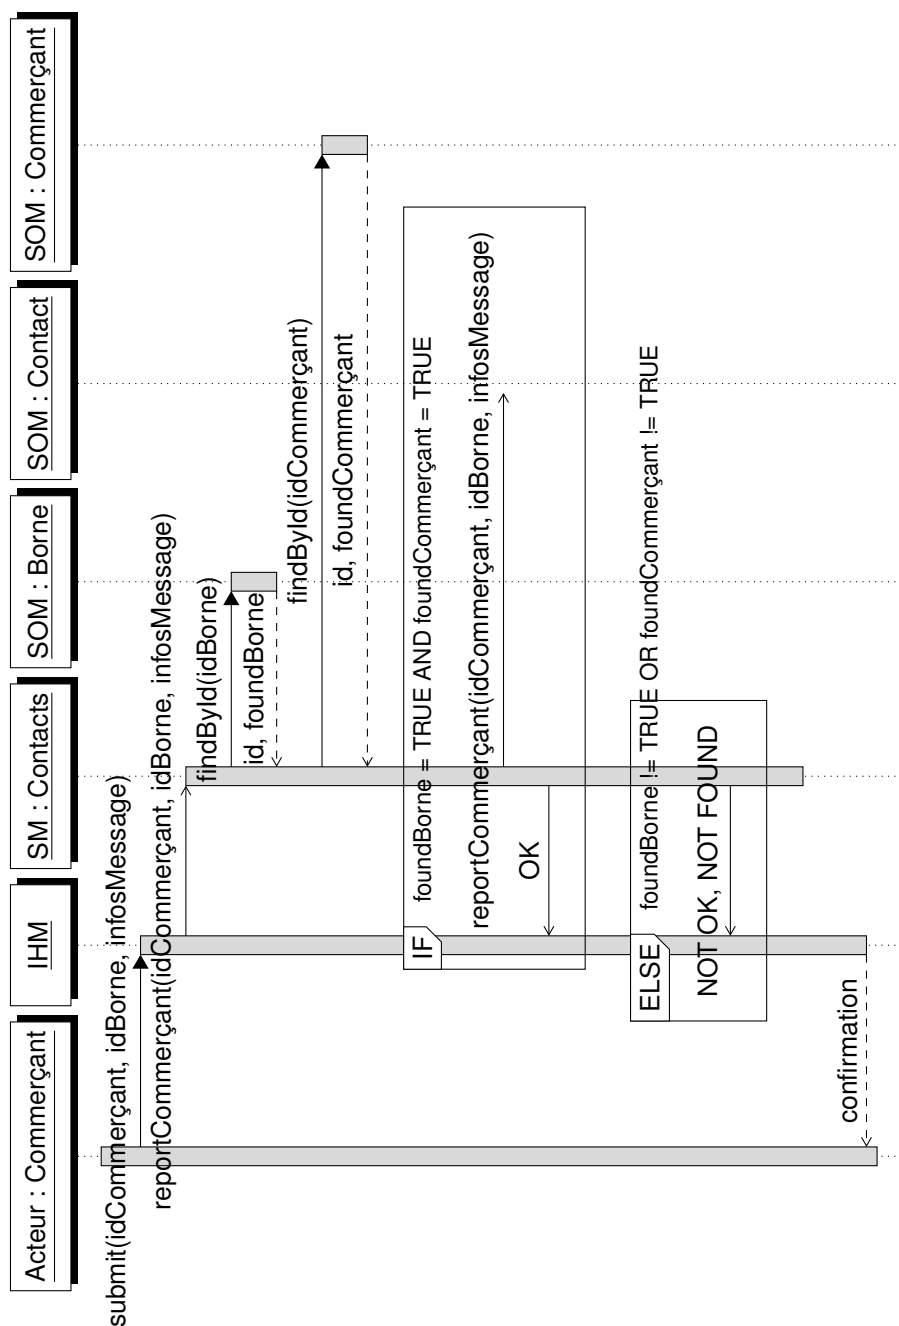 Acteur : Commerçant
IHM
SM : Contacts
SOM : Borne
SOM : Contact
SOM : Commerçant
submit(idCommerçant, idBorne, infosMessage)
reportCommerçant(idCommerçant, idBorne, infosMessage)
findById(idBorne)
id, foundBorne
findById(idCommerçant)
id, foundCommerçant
IF
foundBorne = TRUE AND foundCommerçant = TRUE
reportCommerçant(idCommerçant, idBorne, infosMessage)
OK
ELSE
foundBorne != TRUE OR foundCommerçant != TRUE
NOT OK, NOT FOUND
confirmation